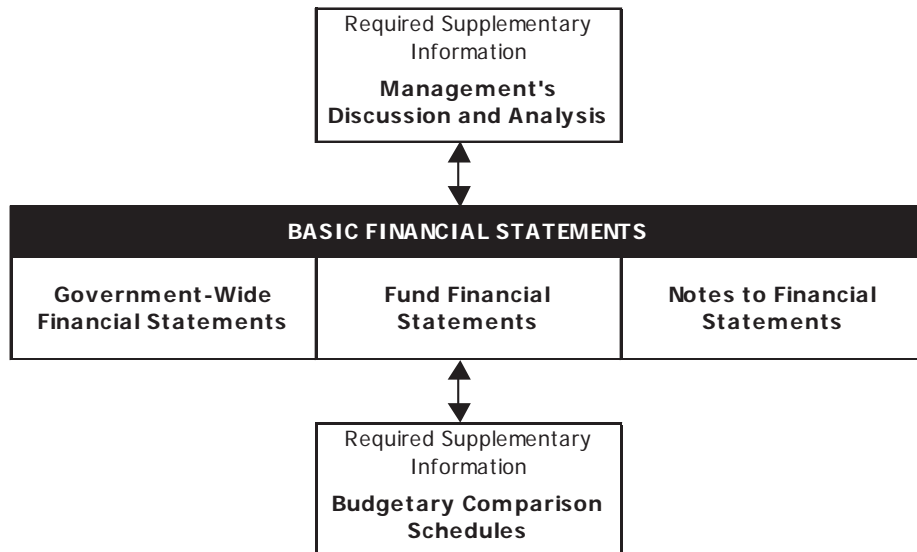 Required Supplementary
Information
Management's
Discussion and Analysis
BASIC FINANCIAL STATEMENTS
Government-Wide
Financial Statements
Fund Financial
Statements
Notes to Financial
Statements
Required Supplementary
Information
Budgetary Comparison
Schedules